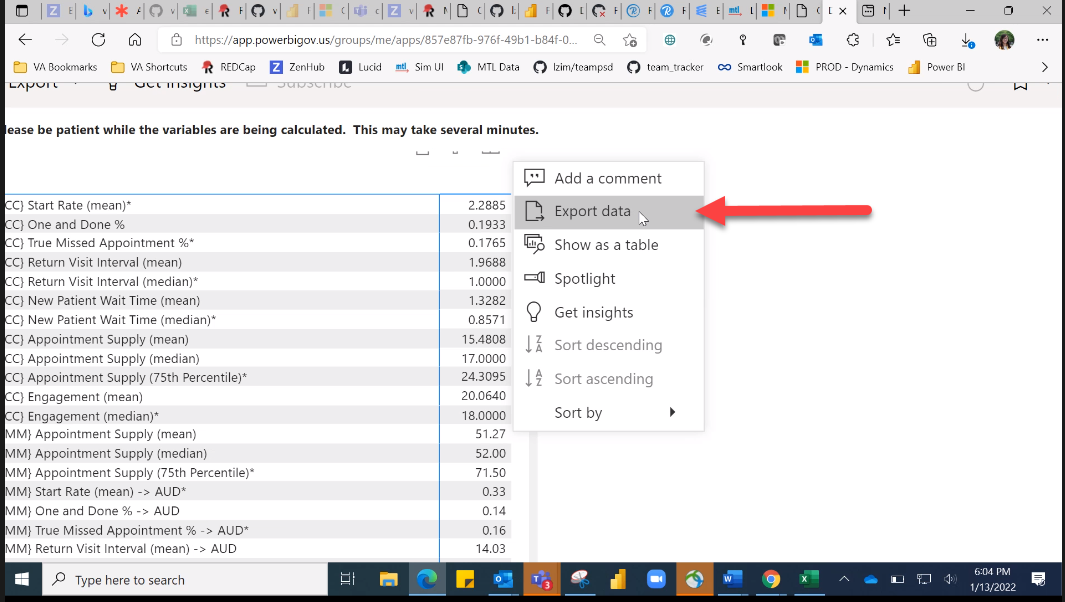 https://app.powerbigov.us/groups/me/apps/857e87fb-976f-49b1-b84f-0...
VA Bookmarks
VA Shortcuts
REDCap
ZenHub
Lucid
Sim UI
MTL Data
lzim/teampsd
team_tracker
Smartlook
PROD - Dynamics
Power BI
Export
Get insights
Subscribe
lease be patient while the variables are being calculated.  This may take several minutes.
CC} Start Rate (mean)* 2.2885
CC} One and Done % 0.1933
CC} True Missed Appointment %* 0.1765
CC} Return Visit Interval (mean) 1.9688
CC} Return Visit Interval (median)* 1.0000
CC} New Patient Wait Time (mean) 1.3282
CC} New Patient Wait Time (median)* 0.8571
CC} Appointment Supply (mean) 15.4808
CC} Appointment Supply (median) 17.0000
CC} Appointment Supply (75th Percentile)* 24.3095
CC} Engagement (mean) 20.0640
CC} Engagement (median)* 18.0000
MM} Appointment Supply (mean) 51.27
MM} Appointment Supply (median) 52.00
MM} Appointment Supply (75th Percentile)* 71.50
MM} Start Rate (mean) -> AUD* 0.33
MM} One and Done % -> AUD 0.14
MM} True Missed Appointment % -> AUD* 0.16
MM} Return Visit Interval (mean) -> AUD 14.03
Add a comment
Export data
Show as a table
Spotlight
Get insights
Sort descending
Sort ascending
Sort by
Type here to search
6:04 PM
1/13/2022